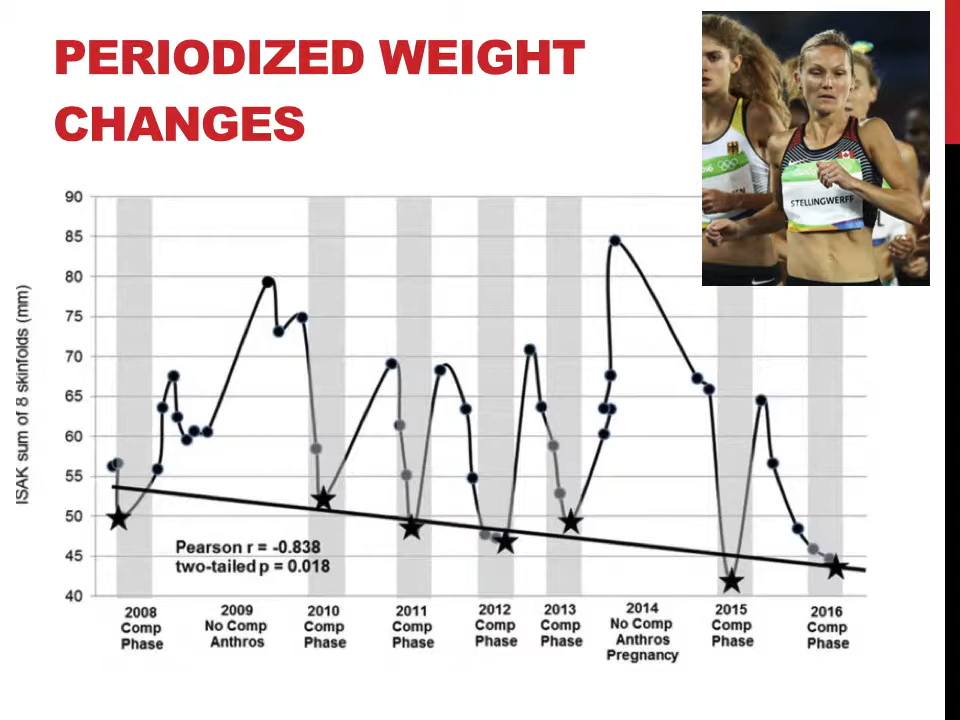 PERIODIZED WEIGHT
CHANGES
STELLINGWERFF
90
85
80
75
70
65
60
55
50
45
40
ISAK sum of 8 skinfolds (mm)
Pearson r = -0.838
two-tailed p = 0.018
2008
Comp
Phase
2009
No Comp
Anthros
2010
Comp
Phase
2011
Comp
Phase
2012
Comp
Phase
2013
Comp
Phase
2014
No Comp
Anthros
Pregnancy
2015
Comp
Phase
2016
Comp
Phase